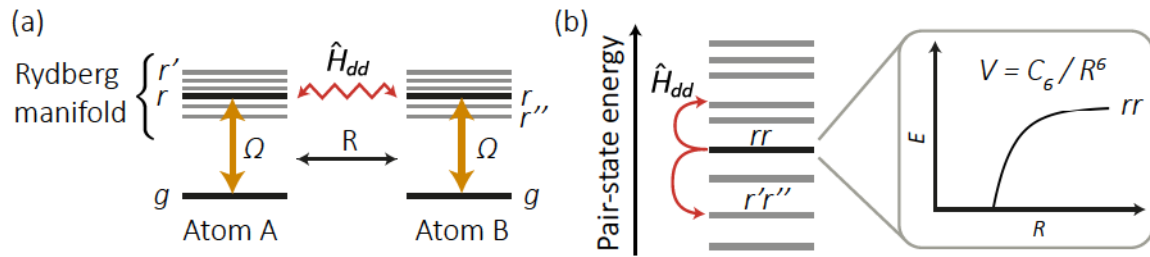 (a)
Rydberg
manifold
r'
r
Ĥdd
r
r''
Ω
R
Ω
g
g
Atom A
Atom B
(b)
Pair-state energy
Ĥdd
rr
r'r''
V = C₆ / R⁶
rr
E
R